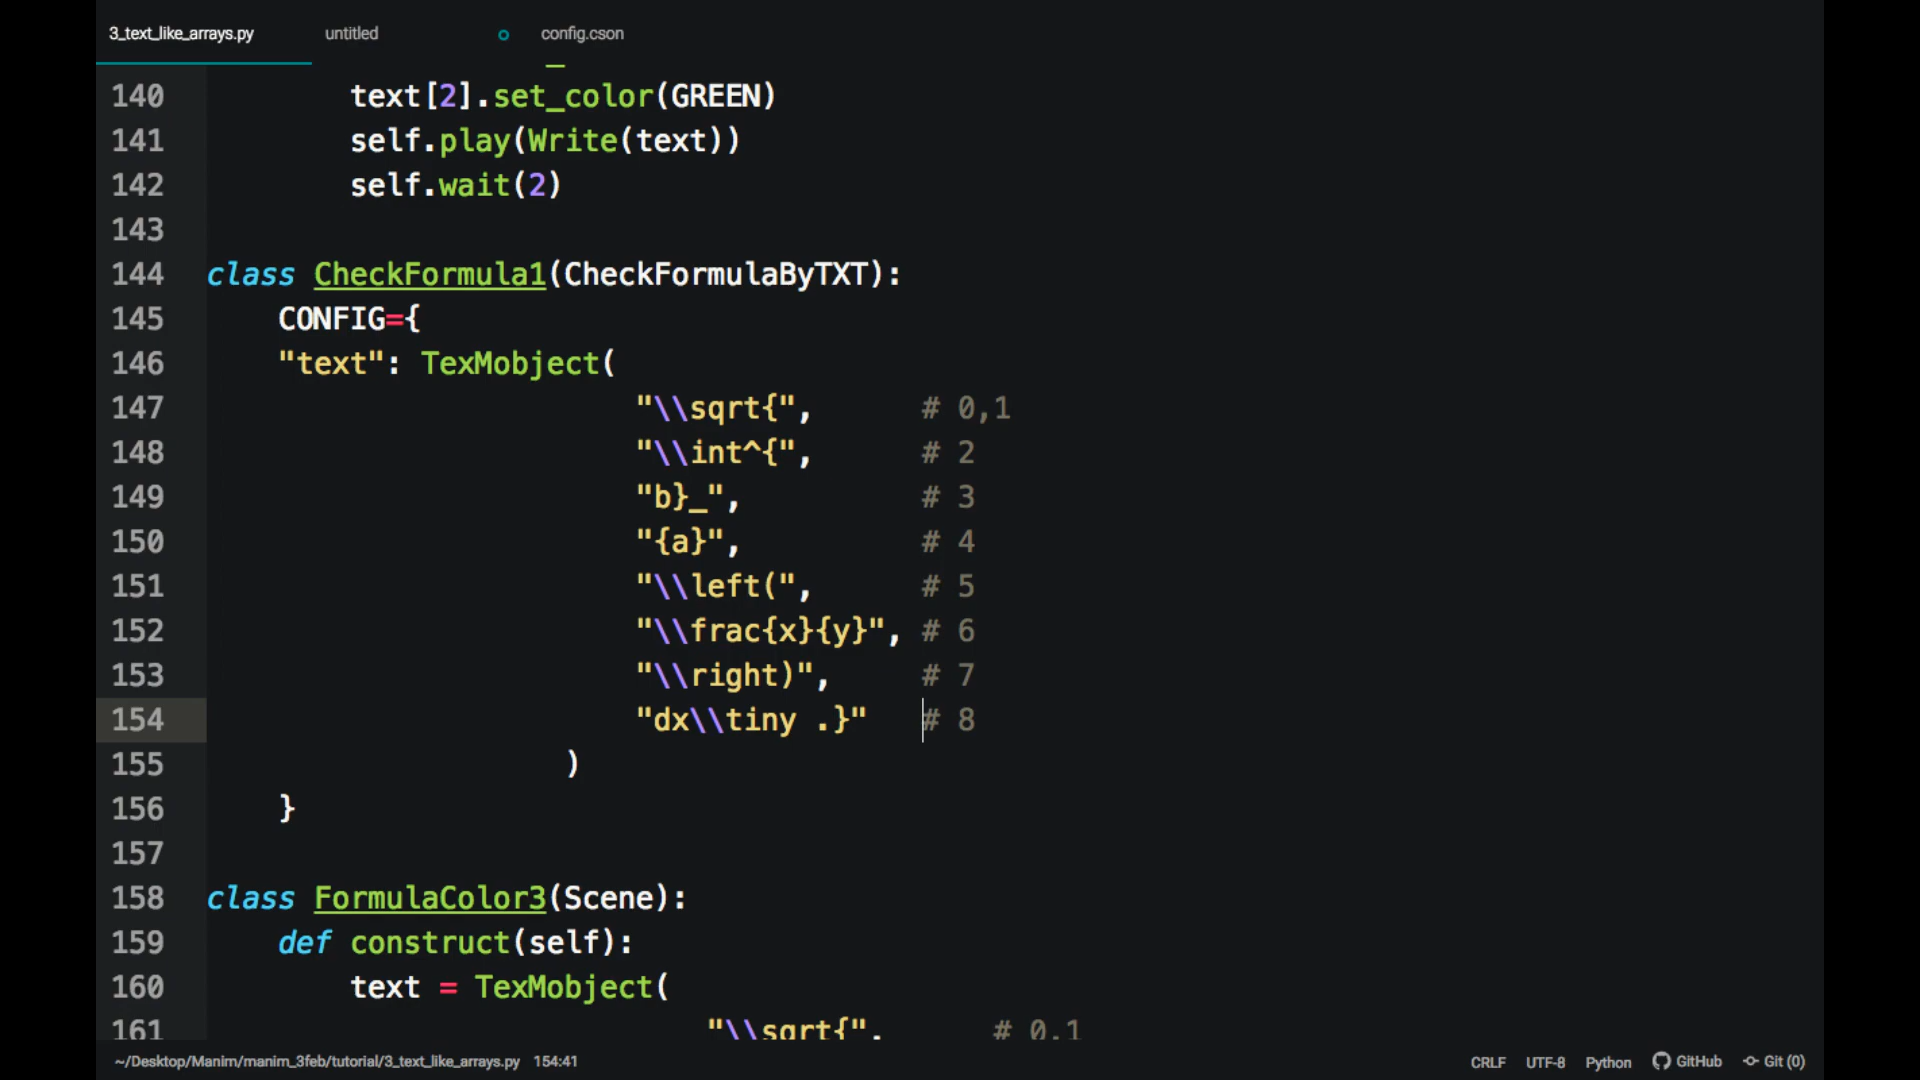 3_text_like_arrays.py untitled config.cson
140 text[2].set_color(GREEN)
141 self.play(Write(text))
142 self.wait(2)
143
144 class CheckFormula1(CheckFormulaByTXT):
145 CONFIG={
146 "text": TexMobject(
147 "\\sqrt{", # 0,1
148 "\\int^{", # 2
149 "b}_", # 3
150 "{a}", # 4
151 "\\left(", # 5
152 "\\frac{x}{y}", # 6
153 "\\right)", # 7
154 "dx\\tiny .}" # 8
155 )
156 }
157
158 class FormulaColor3(Scene):
159 def construct(self):
160 text = TexMobject(
161 "\\sqrt{", # 0,1
~/Desktop/Manim/manim_3feb/tutorial/3_text_like_arrays.py 154:41 CRLF UTF-8 Python GitHub Git (0)